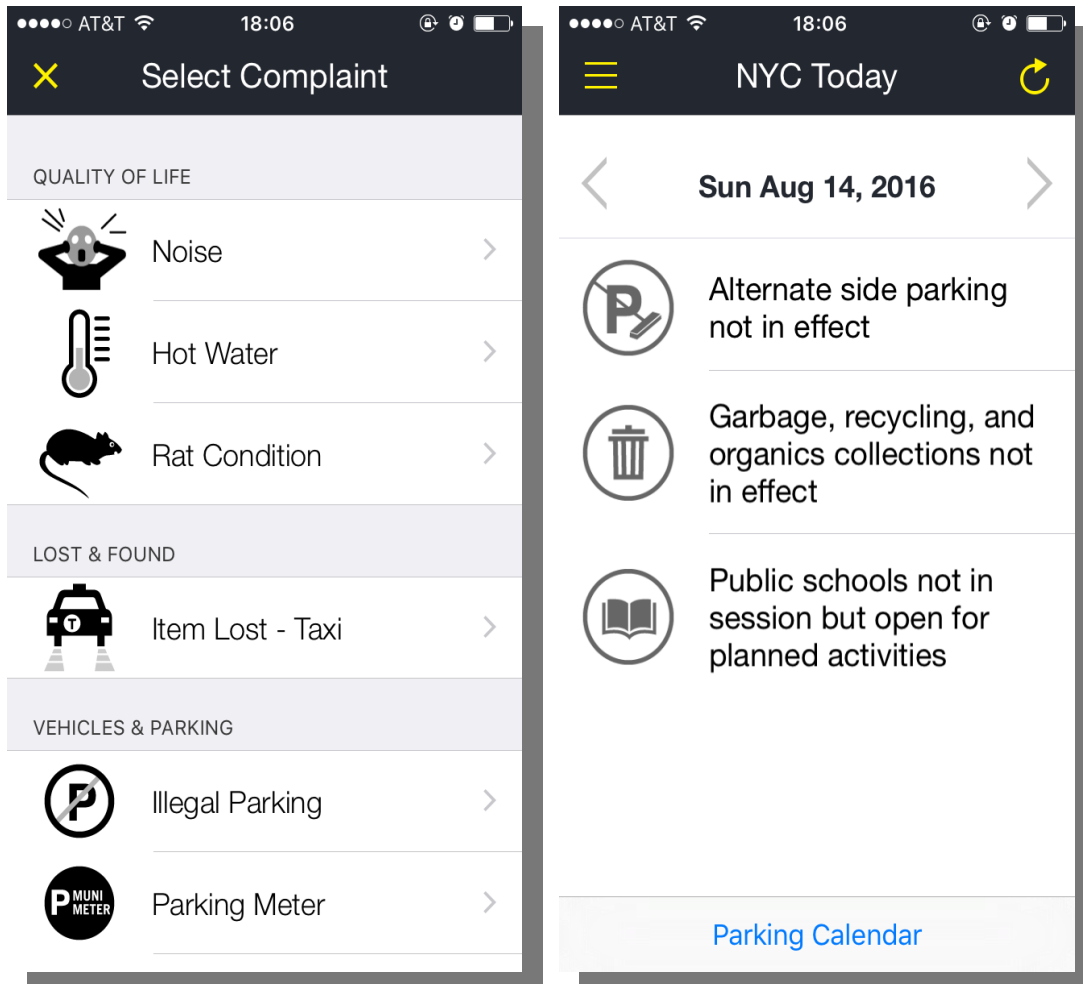 AT&T 18:06
Select Complaint
QUALITY OF LIFE
Noise
Hot Water
Rat Condition
LOST & FOUND
T
Item Lost - Taxi
VEHICLES & PARKING
P
Illegal Parking
P MUNI
METER
Parking Meter
AT&T 18:06
NYC Today
Sun Aug 14, 2016
P
Alternate side parking
not in effect
Garbage, recycling, and
organics collections not
in effect
Public schools not in
session but open for
planned activities
Parking Calendar